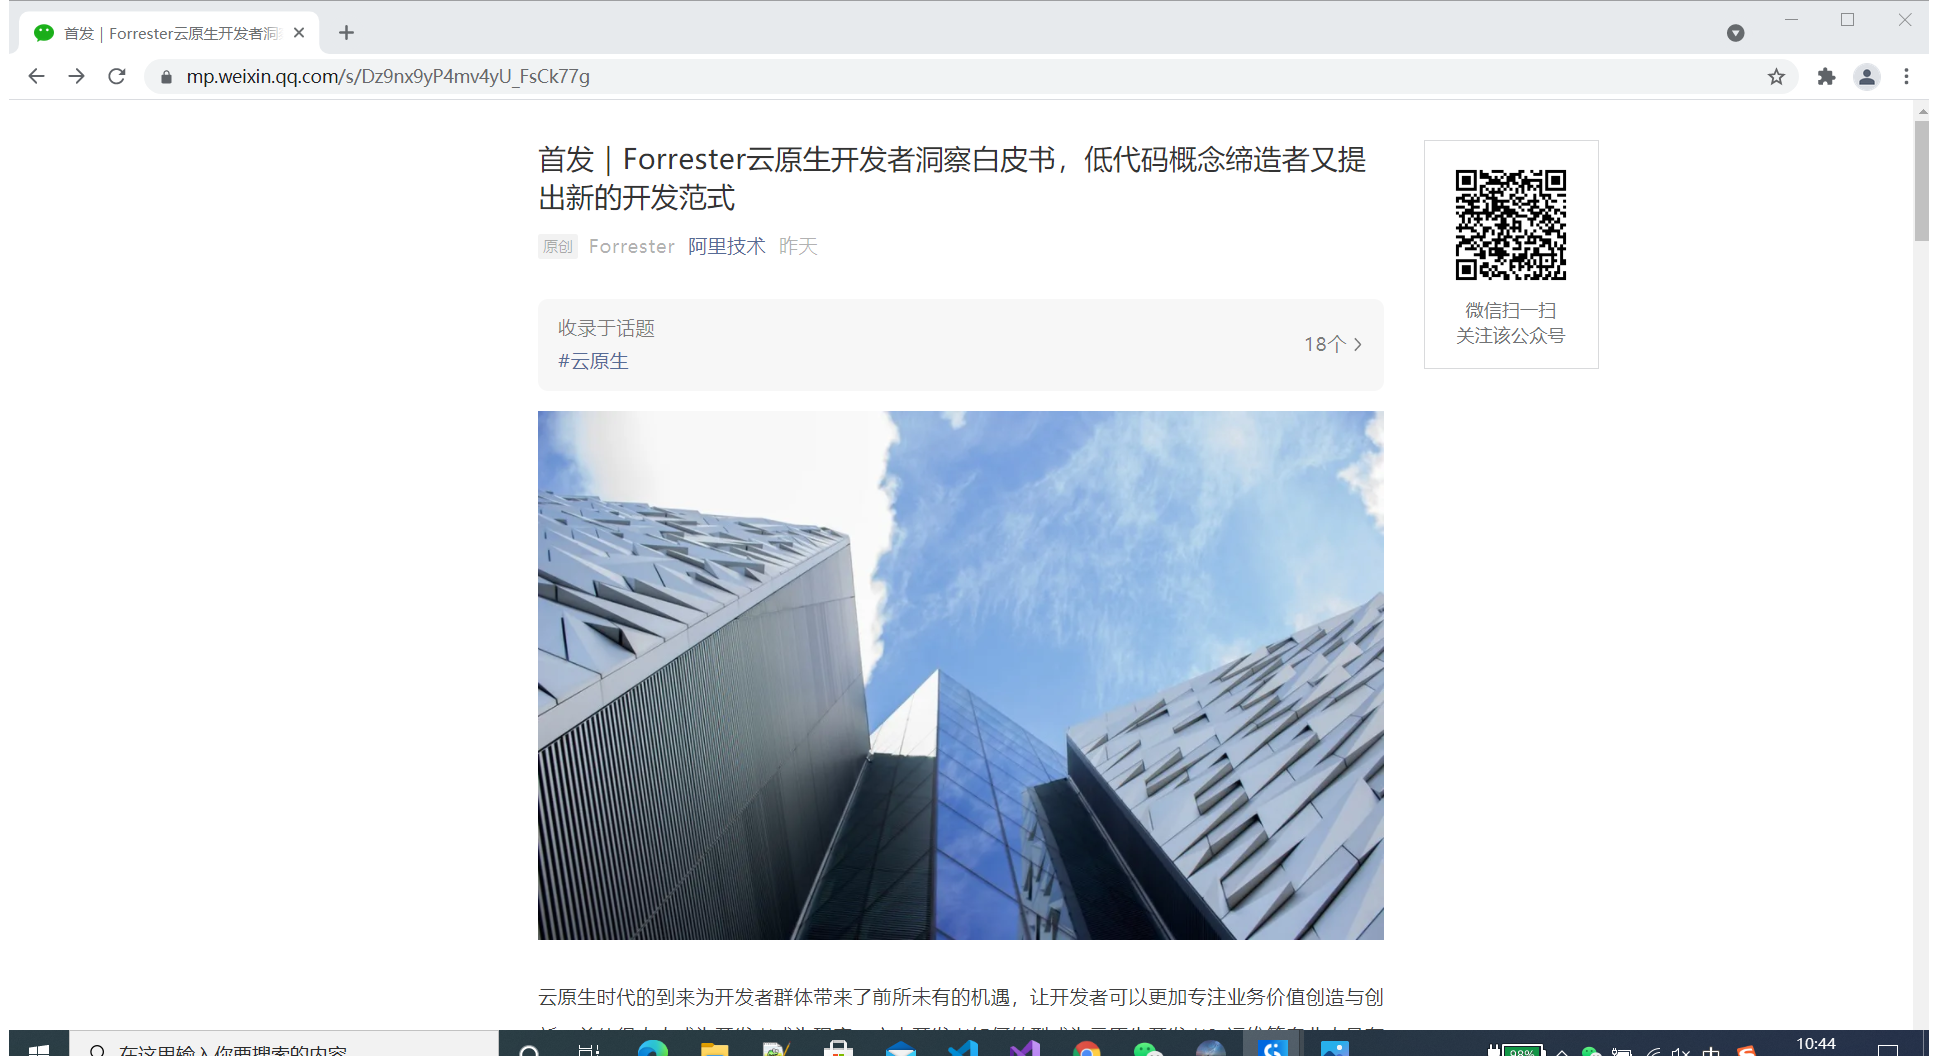 首发｜Forrester云原生开发者洞
mp.weixin.qq.com/s/Dz9nx9yP4mv4yU_FsCk77g
首发｜Forrester云原生开发者洞察白皮书，低代码概念缔造者又提
出新的开发范式
原创 Forrester 阿里技术 昨天
收录于话题
#云原生
18个
微信扫一扫
关注该公众号
云原生时代的到来为开发者群体带来了前所未有的机遇，让开发者可以更加专注业务价值创造与创
在这里输入你要搜索的内容
98%
中
10:44